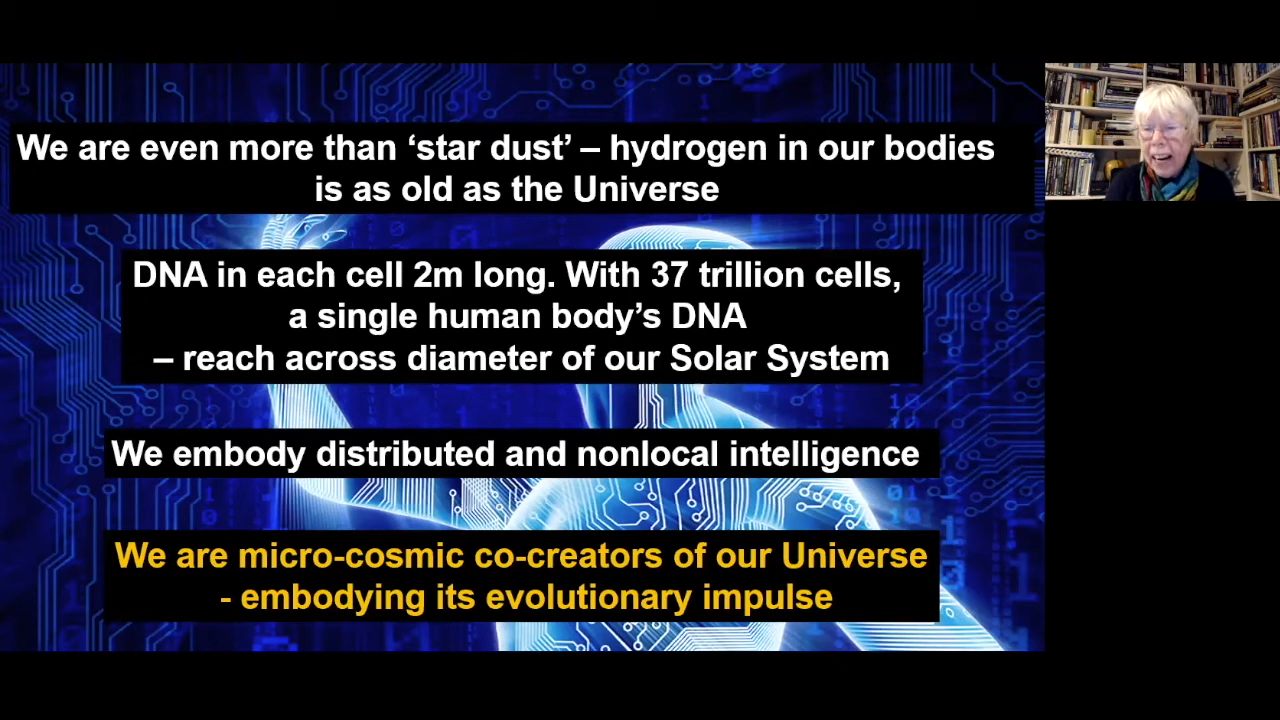 We are even more than ‘star dust’ – hydrogen in our bodies
is as old as the Universe
DNA in each cell 2m long. With 37 trillion cells,
a single human body’s DNA
– reach across diameter of our Solar System
We embody distributed and nonlocal intelligence
We are micro-cosmic co-creators of our Universe
- embodying its evolutionary impulse